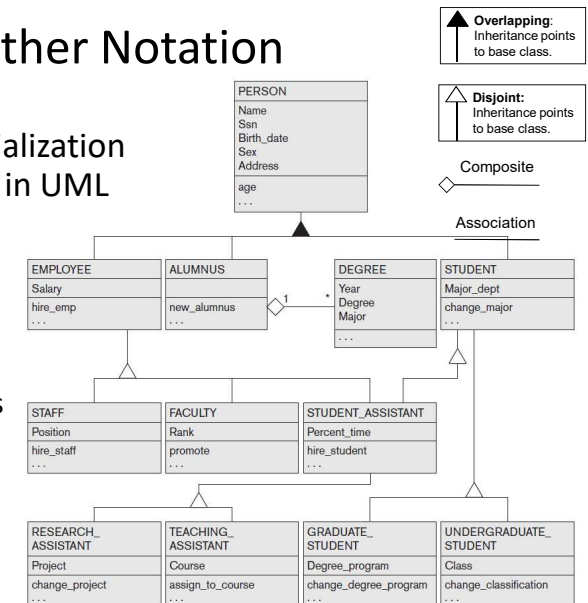 ther Notation
Overlapping:
Inheritance points
to base class.
Disjoint:
Inheritance points
to base class.
Composite
Association
ialization
in UML
s
PERSON
Name
Ssn
Birth_date
Sex
Address
age
. . .
EMPLOYEE
Salary
hire_emp
. . .
ALUMNUS
new_alumnus
. . .
1
*
DEGREE
Year
Degree
Major
. . .
STUDENT
Major_dept
change_major
. . .
STAFF
Position
hire_staff
. . .
FACULTY
Rank
promote
. . .
STUDENT_ASSISTANT
Percent_time
hire_student
. . .
RESEARCH_
ASSISTANT
Project
change_project
. . .
TEACHING_
ASSISTANT
Course
assign_to_course
. . .
GRADUATE_
STUDENT
Degree_program
change_degree_program
. . .
UNDERGRADUATE_
STUDENT
Class
change_classification
. . .